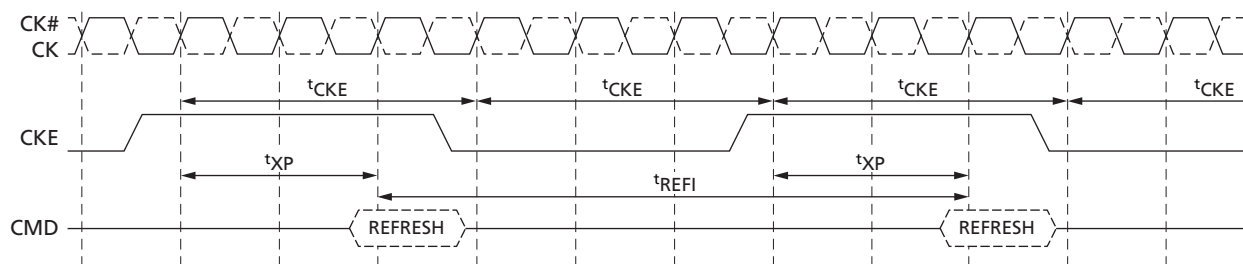 CK#
CK
tCKE tCKE tCKE tCKE
CKE
tXP tXP
tREFI
CMD REFRESH REFRESH